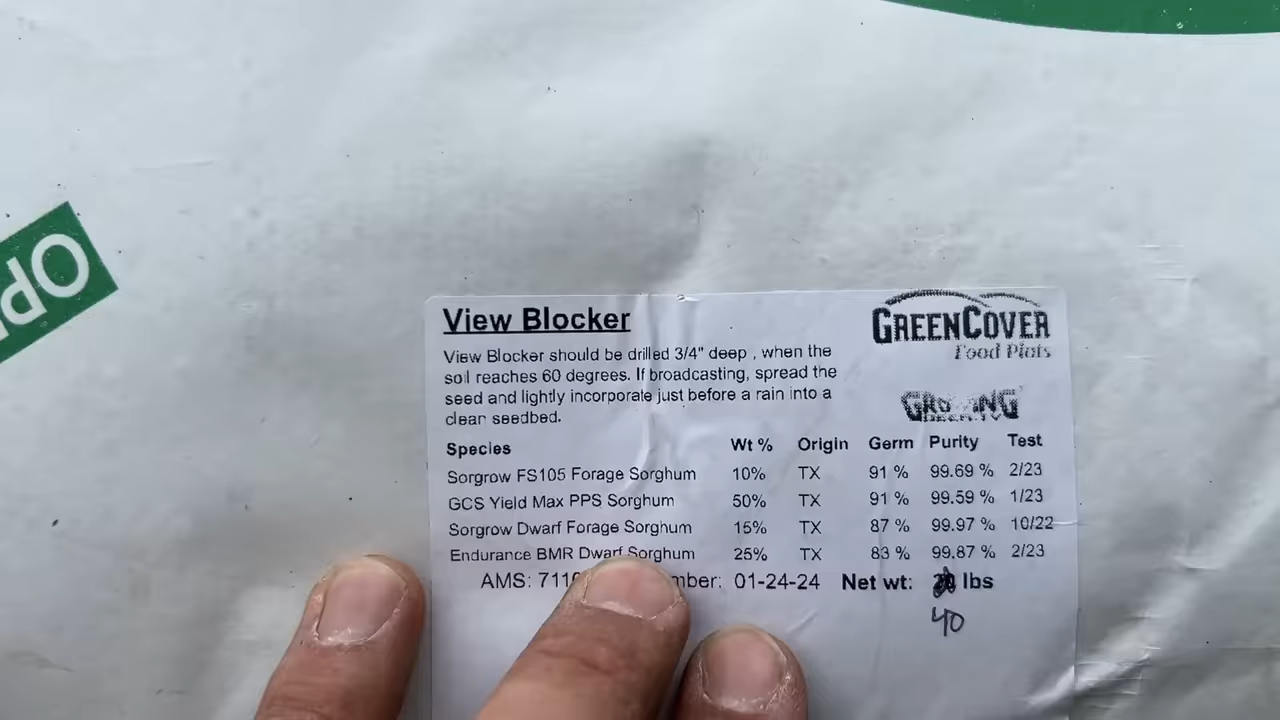 Op
View Blocker
GREENCOVER
Food Plots
View Blocker should be drilled 3/4" deep , when the
soil reaches 60 degrees. If broadcasting, spread the
seed and lightly incorporate just before a rain into a
clean seedbed.
GROWING
Species Wt % Origin Germ Purity Test
Sorgrow FS105 Forage Sorghum 10% TX 91 % 99.69 % 2/23
GCS Yield Max PPS Sorghum 50% TX 91 % 99.59 % 1/23
Sorgrow Dwarf Forage Sorghum 15% TX 87 % 99.97 % 10/22
Endurance BMR Dwarf Sorghum 25% TX 83 % 99.87 % 2/23
AMS: 01-24-24 Net wt: lbs
40